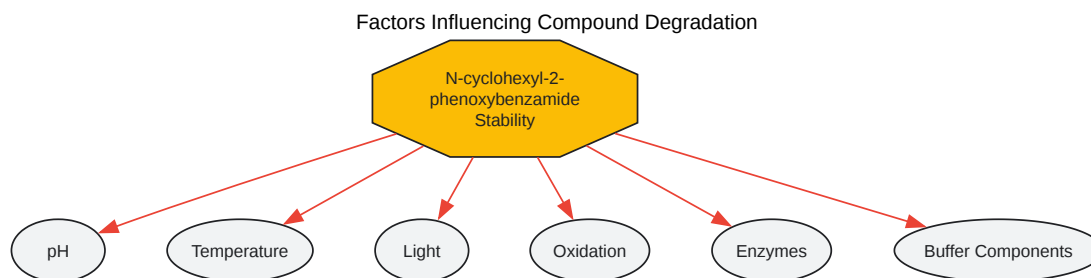 Factors Influencing Compound Degradation
N-cyclohexyl-2-
phenoxybenzamide
Stability
pH
Temperature
Light
Oxidation
Enzymes
Buffer Components